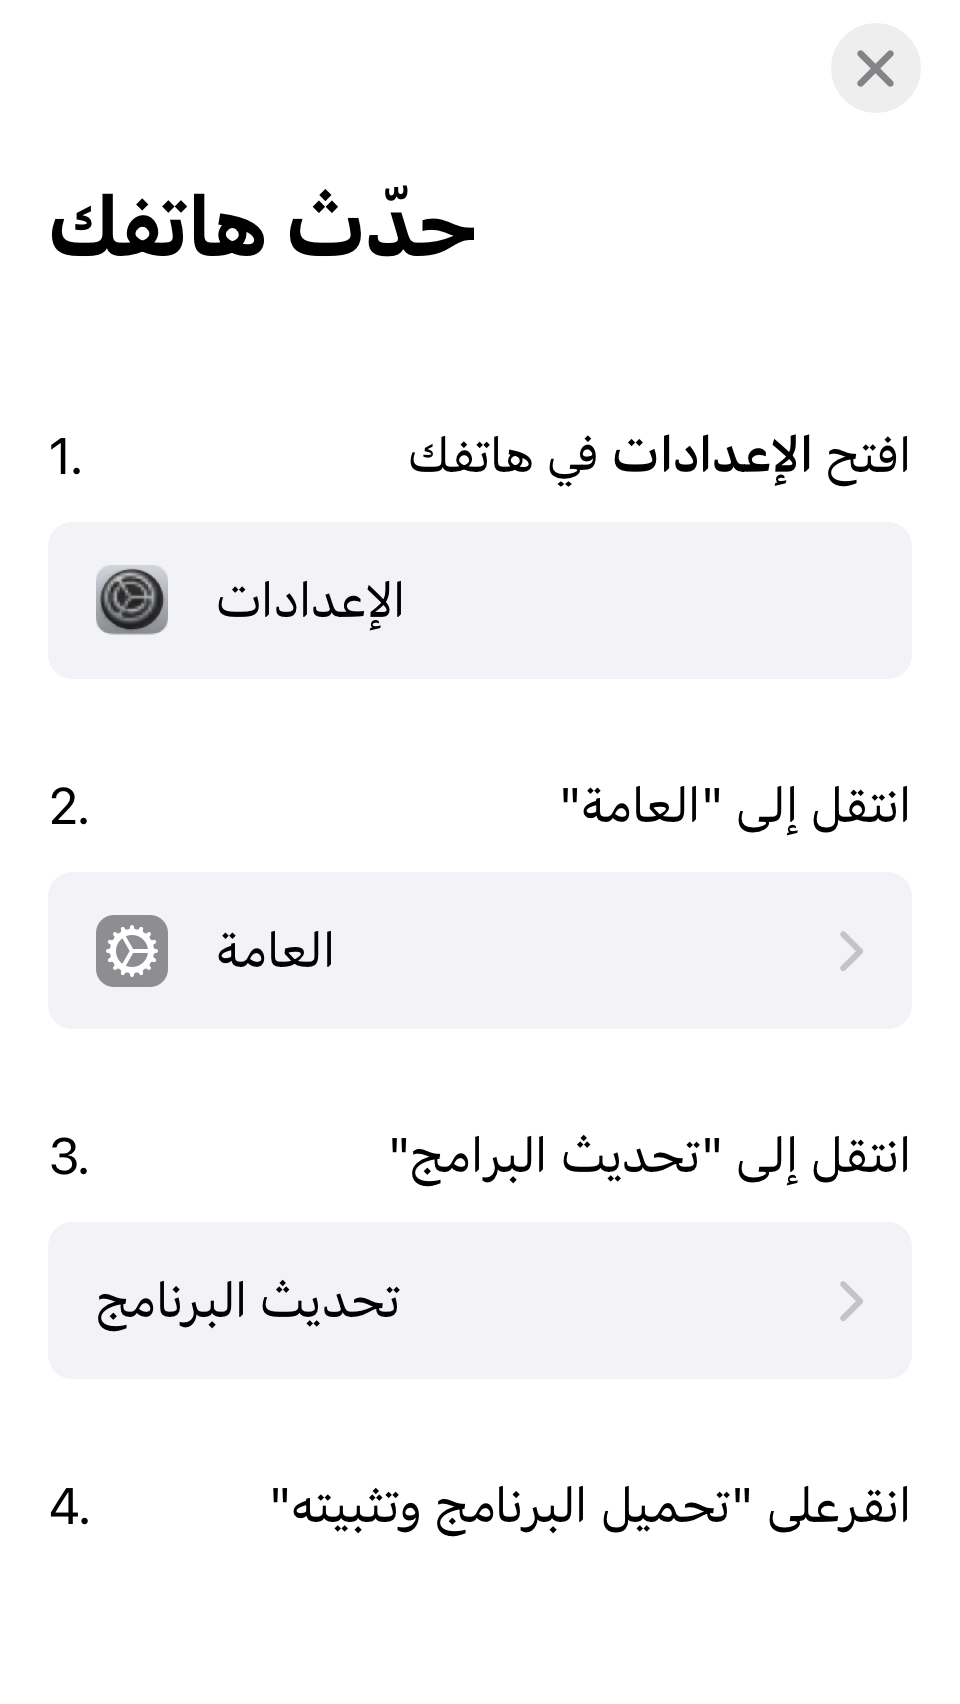 حدّث هاتفك
1. افتح الإعدادات في هاتفك
الإعدادات
2. انتقل إلى "العامة"
العامة
3. انتقل إلى "تحديث البرامج"
تحديث البرنامج
4. انقرعلى "تحميل البرنامج وتثبيته"